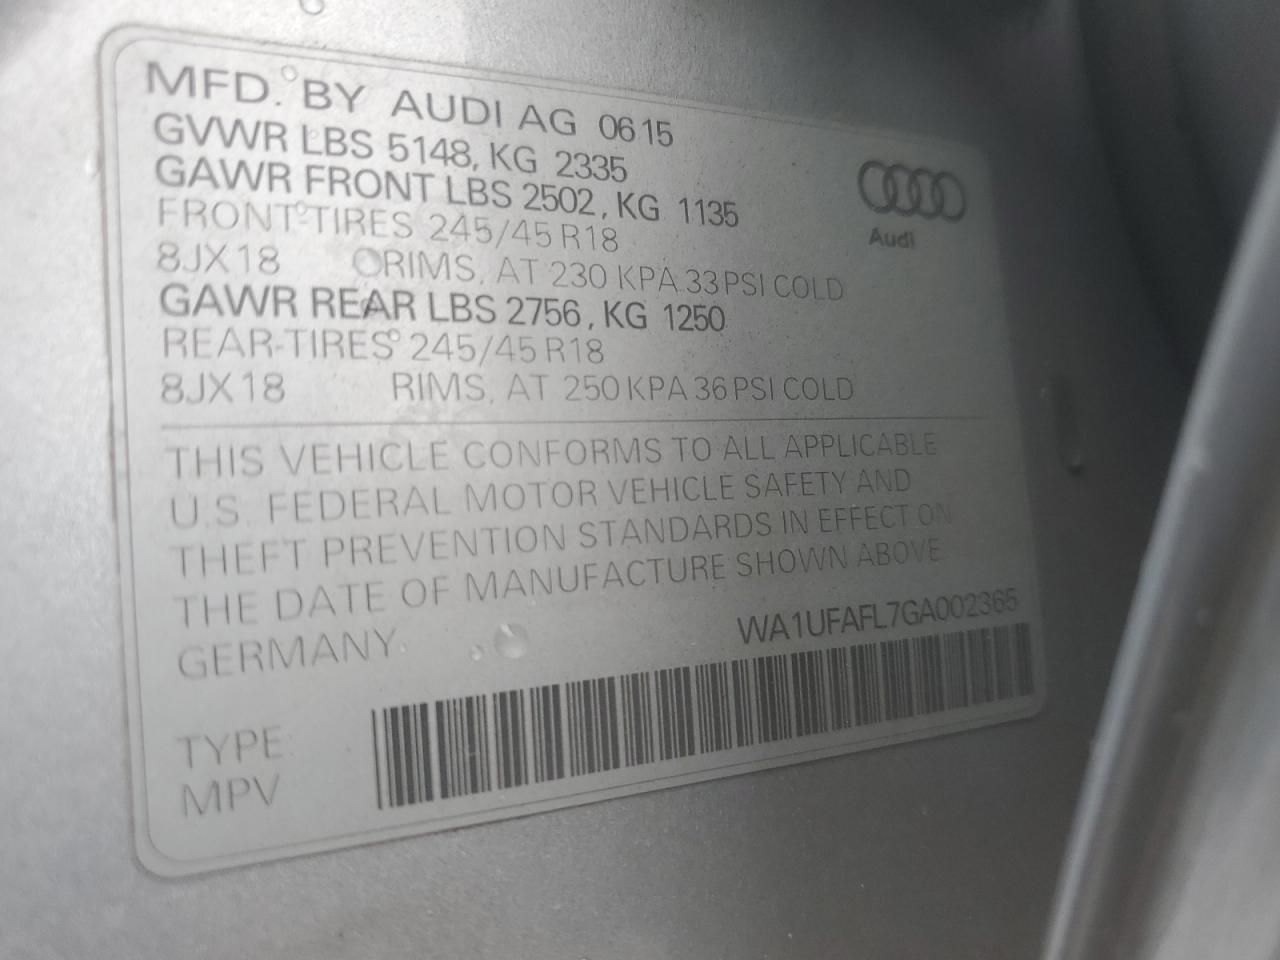 MFD. BY AUDI AG 0615
GVWR LBS 5148, KG 2335
GAWR FRONT LBS 2502, KG 1135
FRONT-TIRES 245/45 R18
8JX18 RIMS, AT 230 KPA 33 PSI COLD
GAWR REAR LBS 2756, KG 1250
REAR-TIRES 245/45 R18
8JX18 RIMS, AT 250 KPA 36 PSI COLD
Audi
THIS VEHICLE CONFORMS TO ALL APPLICABLE
U.S. FEDERAL MOTOR VEHICLE SAFETY AND
THEFT PREVENTION STANDARDS IN EFFECT ON
THE DATE OF MANUFACTURE SHOWN ABOVE
GERMANY
WA1UFAFL7GA002365
TYPE:
MPV